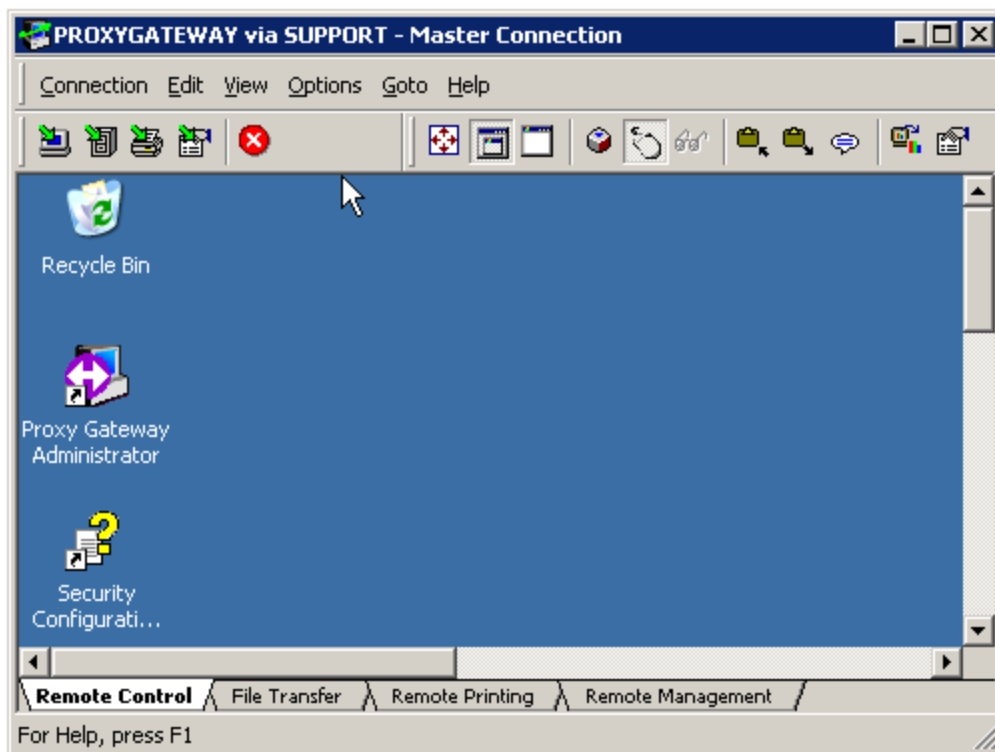 PROXYGATEWAY via SUPPORT - Master Connection
Connection Edit View Options Goto Help
Recycle Bin
Proxy Gateway
Administrator
Security
Configurati...
Remote Control File Transfer Remote Printing Remote Management
For Help, press F1